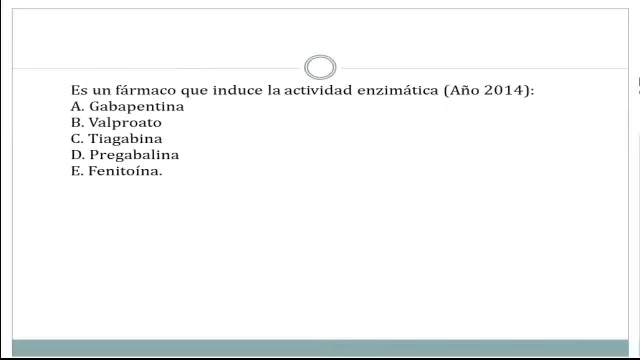 Es un fármaco que induce la actividad enzimática (Año 2014):
A. Gabapentina
B. Valproato
C. Tiagabina
D. Pregabalina
E. Fenitoína.